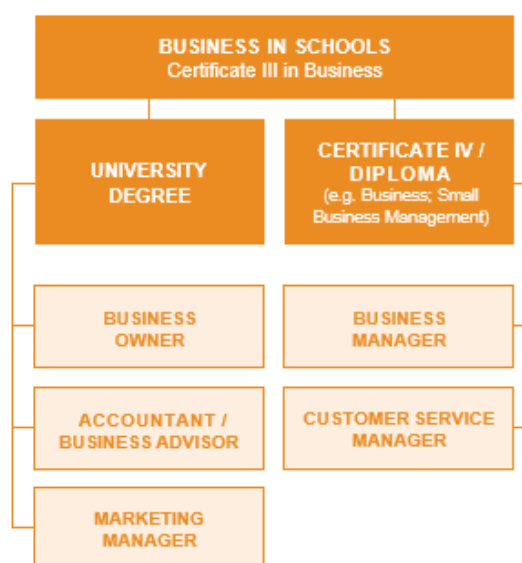 BUSINESS IN SCHOOLS
Certificate III in Business
UNIVERSITY
DEGREE
CERTIFICATE IV /
DIPLOMA
(e.g. Business; Small
Business Management)
BUSINESS
OWNER
BUSINESS
MANAGER
ACCOUNTANT /
BUSINESS ADVISOR
CUSTOMER SERVICE
MANAGER
MARKETING
MANAGER